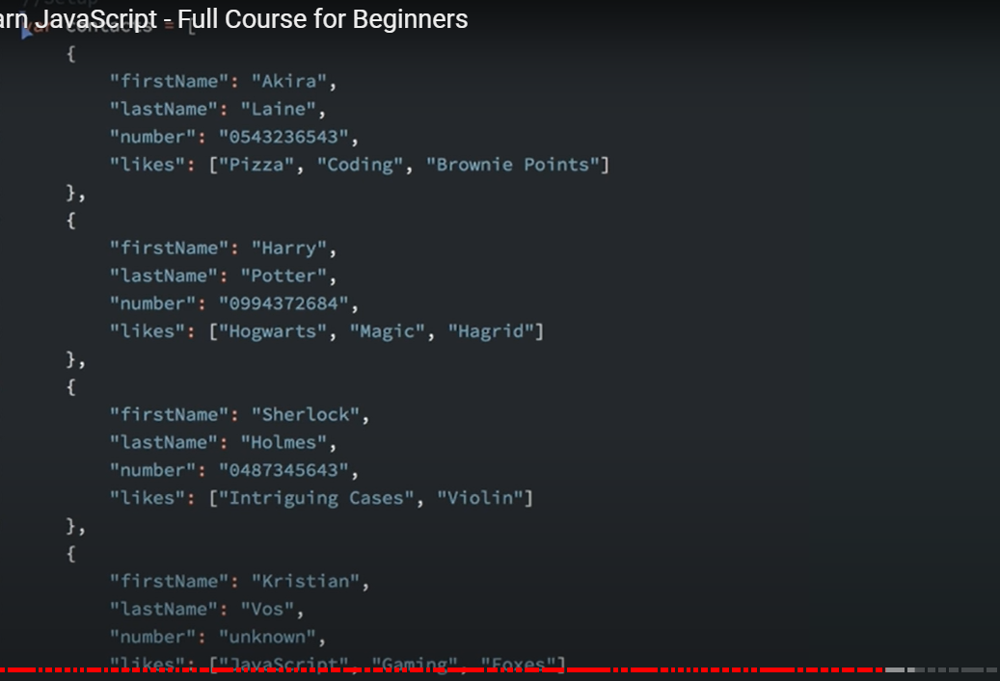 //Setup
arn JavaScript - Full Course for Beginners
var contacts = [
{
"firstName": "Akira",
"lastName": "Laine",
"number": "0543236543",
"likes": ["Pizza", "Coding", "Brownie Points"]
},
{
"firstName": "Harry",
"lastName": "Potter",
"number": "0994372684",
"likes": ["Hogwarts", "Magic", "Hagrid"]
},
{
"firstName": "Sherlock",
"lastName": "Holmes",
"number": "0487345643",
"likes": ["Intriguing Cases", "Violin"]
},
{
"firstName": "Kristian",
"lastName": "Vos",
"number": "unknown",
"likes": ["JavaScript", "Gaming", "Foxes"]